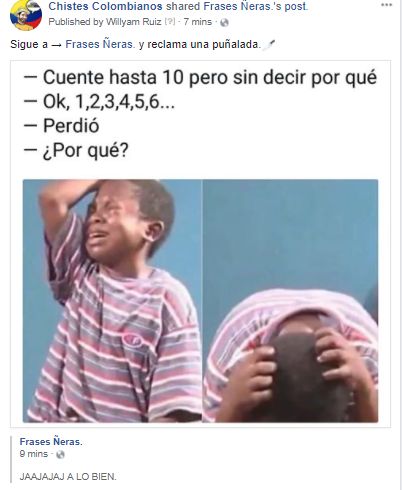 Chistes Colombianos shared Frases Ñeras.'s post.
Published by Willyam Ruiz [?] · 7 mins ·
Sigue a → Frases Ñeras. y reclama una puñalada.
— Cuente hasta 10 pero sin decir por qué
— Ok, 1,2,3,4,5,6...
— Perdió
— ¿Por qué?
Frases Ñeras.
9 mins ·
JAAJAJAJ A LO BIEN.